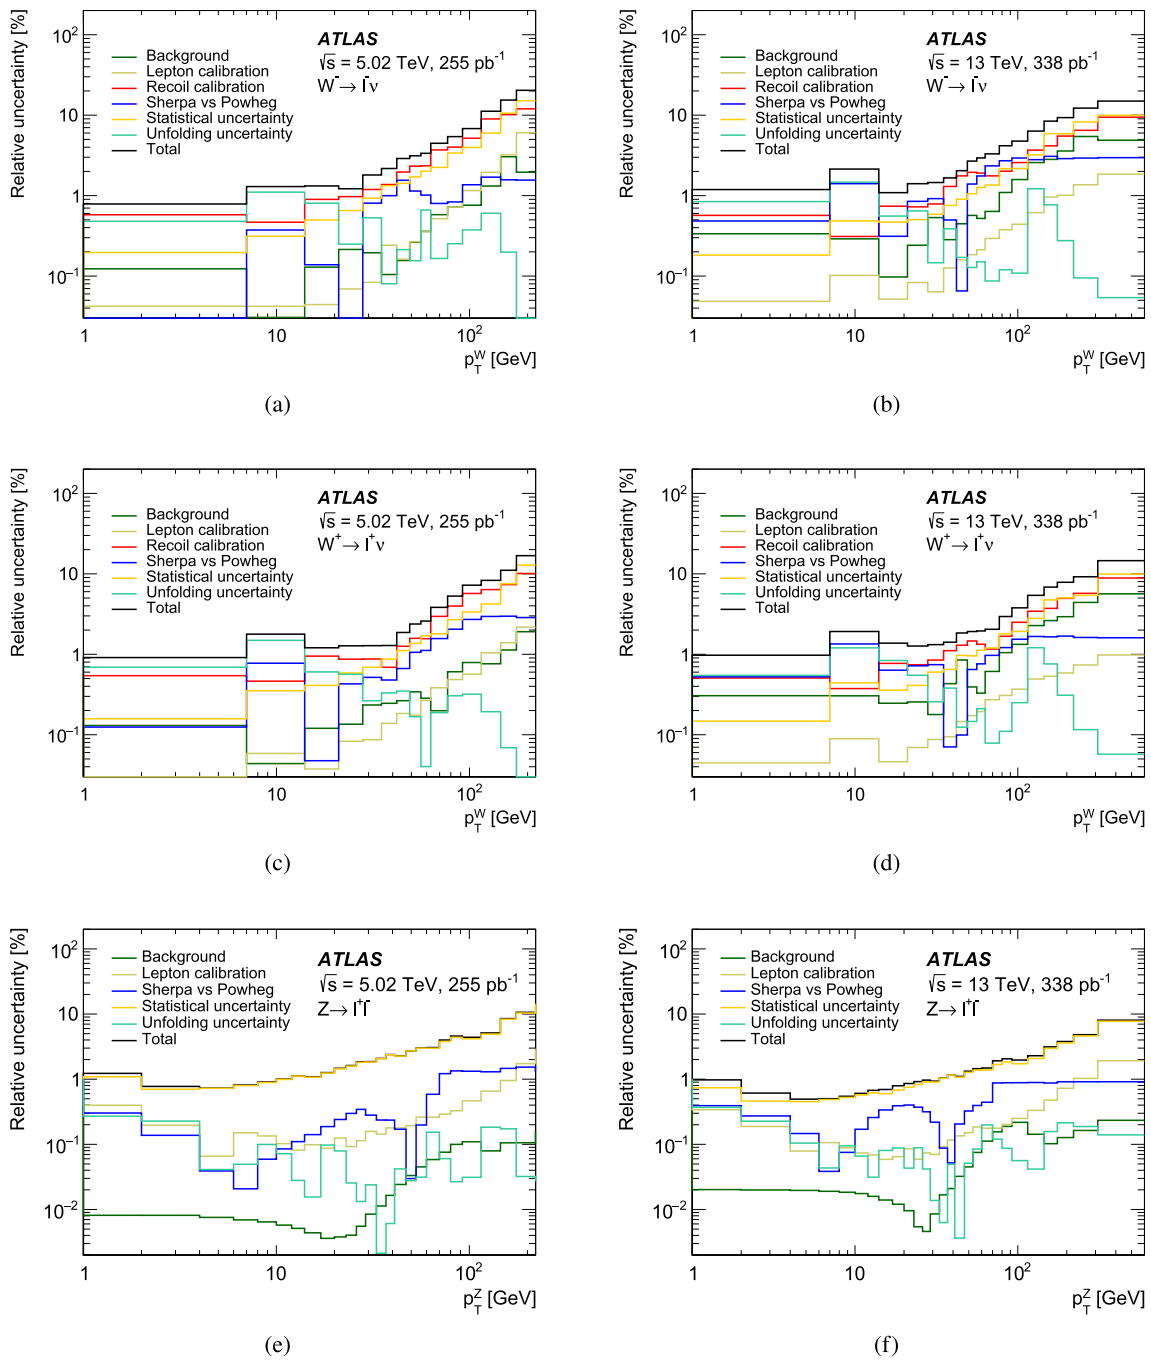 Relative uncertainty [%]
10²
10
1
10⁻¹
ATLAS
√s = 5.02 TeV, 255 pb⁻¹
W⁻→ l⁻ν
Background
Lepton calibration
Recoil calibration
Sherpa vs Powheg
Statistical uncertainty
Unfolding uncertainty
Total
1 10 10²
p_T^W [GeV]
(a)
Relative uncertainty [%]
10²
10
1
10⁻¹
ATLAS
√s = 13 TeV, 338 pb⁻¹
W⁻→ l⁻ν
Background
Lepton calibration
Recoil calibration
Sherpa vs Powheg
Statistical uncertainty
Unfolding uncertainty
Total
1 10 10²
p_T^W [GeV]
(b)
Relative uncertainty [%]
10²
10
1
10⁻¹
ATLAS
√s = 5.02 TeV, 255 pb⁻¹
W⁺→ l⁺ν
Background
Lepton calibration
Recoil calibration
Sherpa vs Powheg
Statistical uncertainty
Unfolding uncertainty
Total
1 10 10²
p_T^W [GeV]
(c)
Relative uncertainty [%]
10²
10
1
10⁻¹
ATLAS
√s = 13 TeV, 338 pb⁻¹
W⁺→ l⁺ν
Background
Lepton calibration
Recoil calibration
Sherpa vs Powheg
Statistical uncertainty
Unfolding uncertainty
Total
1 10 10²
p_T^W [GeV]
(d)
Relative uncertainty [%]
10²
10
1
10⁻¹
10⁻²
ATLAS
√s = 5.02 TeV, 255 pb⁻¹
Z→ l⁺l⁻
Background
Lepton calibration
Sherpa vs Powheg
Statistical uncertainty
Unfolding uncertainty
Total
1 10 10²
p_T^Z [GeV]
(e)
Relative uncertainty [%]
10²
10
1
10⁻¹
10⁻²
ATLAS
√s = 13 TeV, 338 pb⁻¹
Z→ l⁺l⁻
Background
Lepton calibration
Sherpa vs Powheg
Statistical uncertainty
Unfolding uncertainty
Total
1 10 10²
p_T^Z [GeV]
(f)